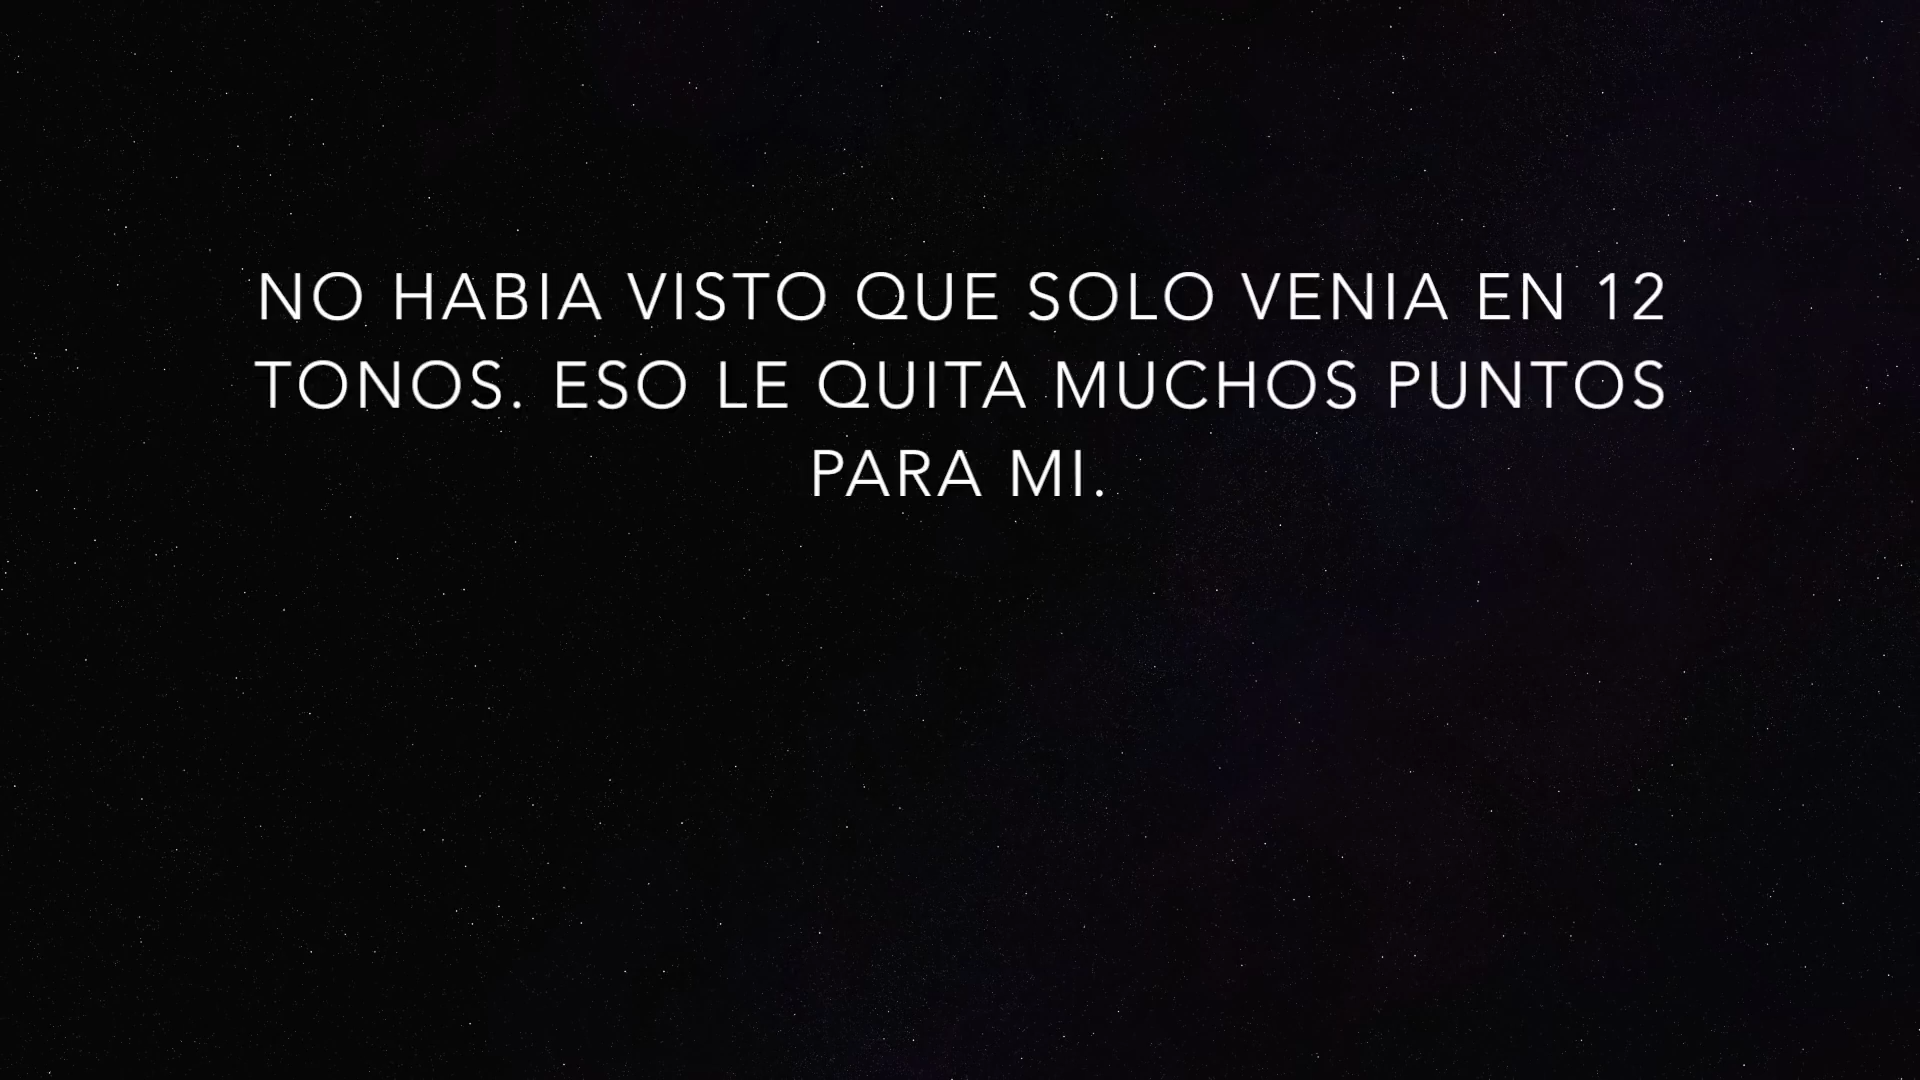 NO HABIA VISTO QUE SOLO VENIA EN 12
TONOS. ESO LE QUITA MUCHOS PUNTOS
PARA MI.